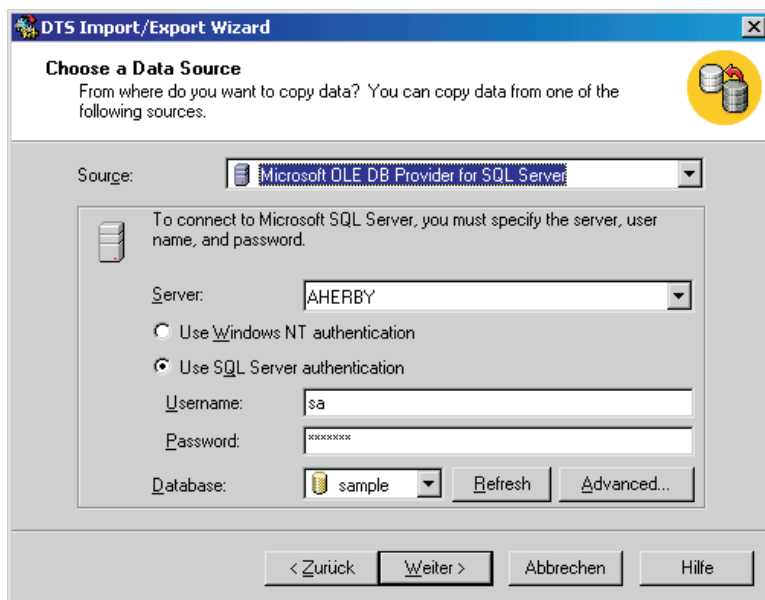 DTS Import/Export Wizard
Choose a Data Source
From where do you want to copy data? You can copy data from one of the
following sources.
Source: Microsoft OLE DB Provider for SQL Server
To connect to Microsoft SQL Server, you must specify the server, user
name, and password.
Server: AHERBY
Use Windows NT authentication
Use SQL Server authentication
Username: sa
Password: *******
Database: sample Refresh Advanced...
< Zurück Weiter > Abbrechen Hilfe